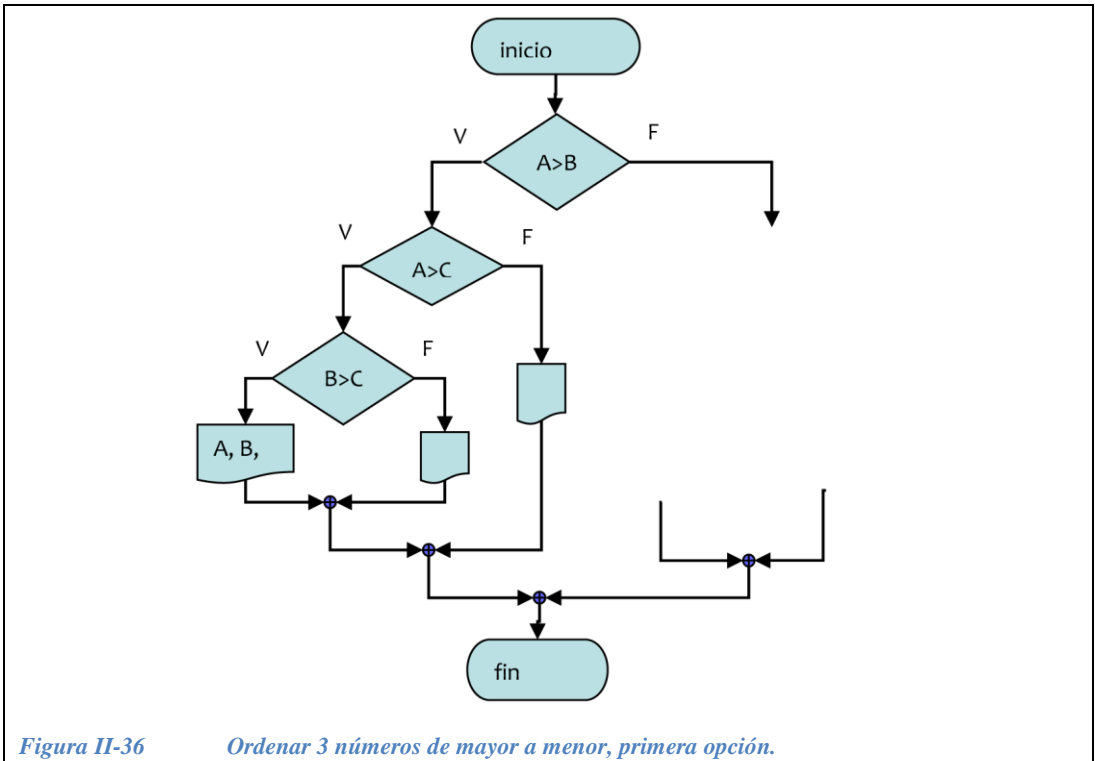 inicio
V
F
A>B
V
F
A>C
V
F
B>C
A, B,
fin
Figura II-36 Ordenar 3 números de mayor a menor, primera opción.